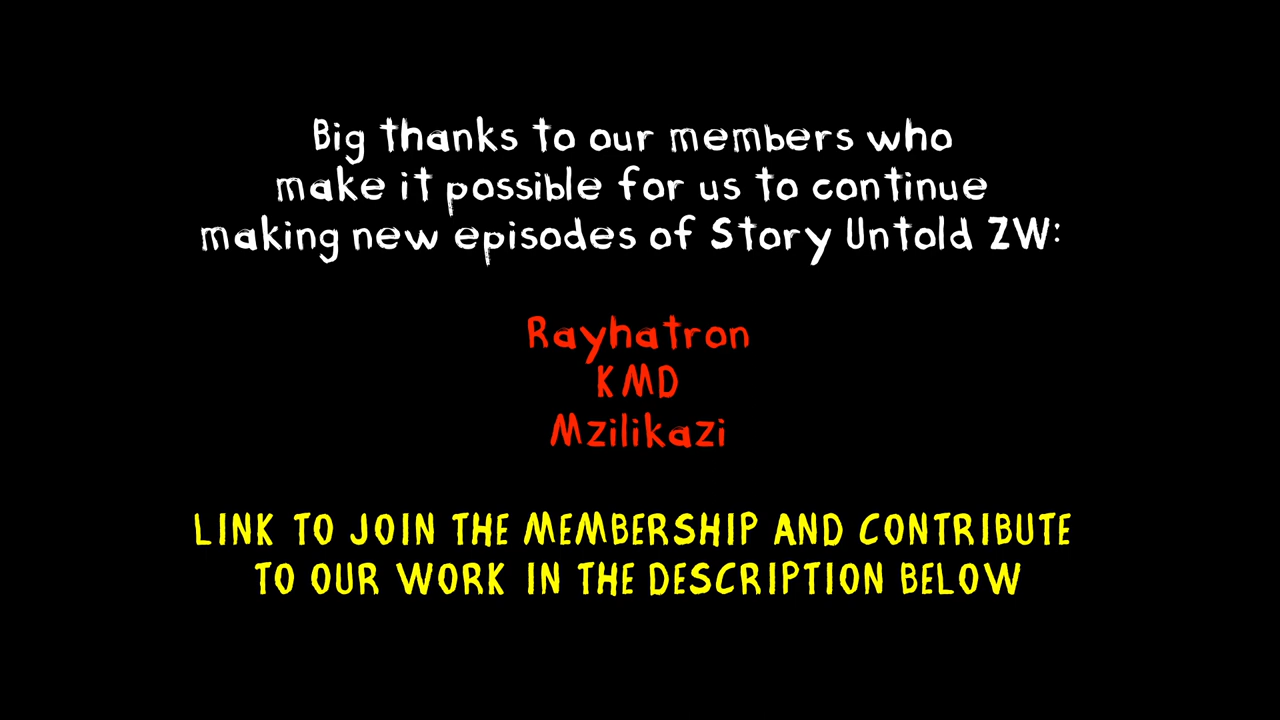 Big thanks to our members who
make it possible for us to continue
making new episodes of Story Untold ZW:
Rayhatron
KMD
Mzilikazi
LINK TO JOIN THE MEMBERSHIP AND CONTRIBUTE
TO OUR WORK IN THE DESCRIPTION BELOW